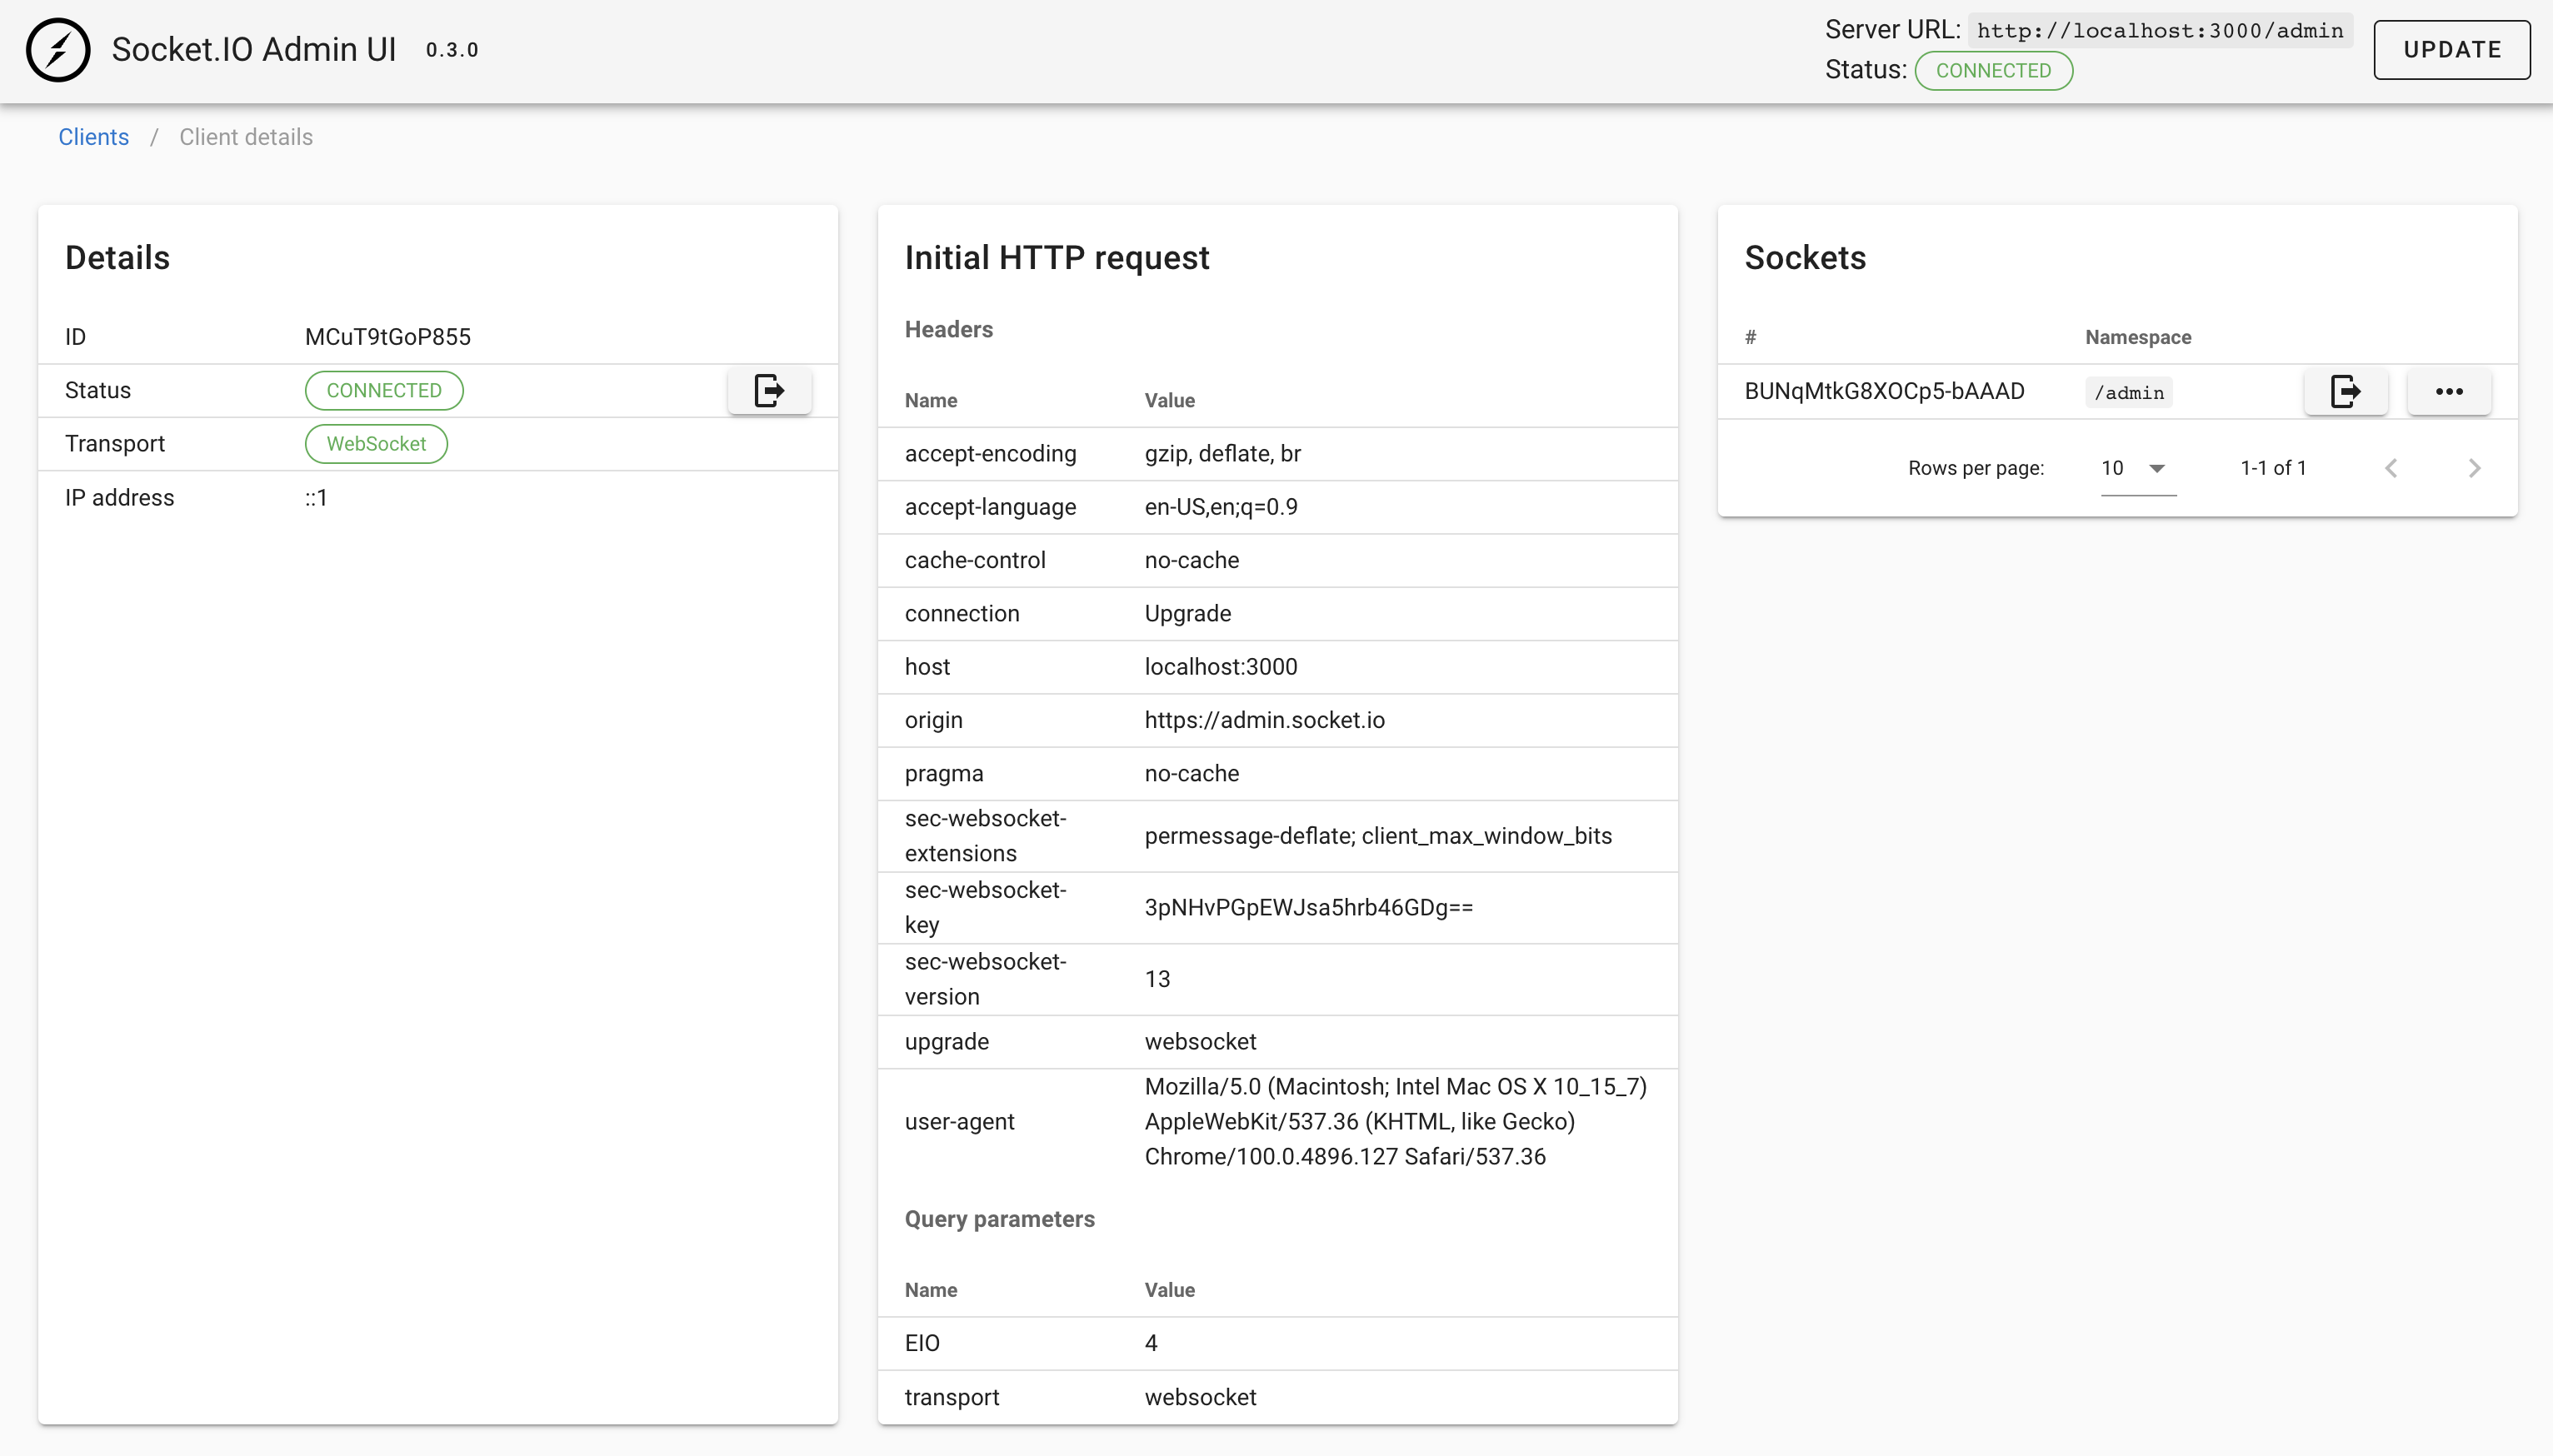 Socket.IO Admin UI 0.3.0
Server URL: http://localhost:3000/admin
Status: CONNECTED
UPDATE
Clients / Client details
Details
ID MCuT9tGoP855
Status CONNECTED
Transport WebSocket
IP address ::1
Initial HTTP request
Headers
Name Value
accept-encoding gzip, deflate, br
accept-language en-US,en;q=0.9
cache-control no-cache
connection Upgrade
host localhost:3000
origin https://admin.socket.io
pragma no-cache
sec-websocket-
extensions
permessage-deflate; client_max_window_bits
sec-websocket-
key
3pNHvPGpEWJsa5hrb46GDg==
sec-websocket-
version
13
upgrade websocket
user-agent
Mozilla/5.0 (Macintosh; Intel Mac OS X 10_15_7)
AppleWebKit/537.36 (KHTML, like Gecko)
Chrome/100.0.4896.127 Safari/537.36
Query parameters
Name Value
EIO 4
transport websocket
Sockets
# Namespace
BUNqMtkG8XOCp5-bAAAD /admin
Rows per page: 10 1-1 of 1